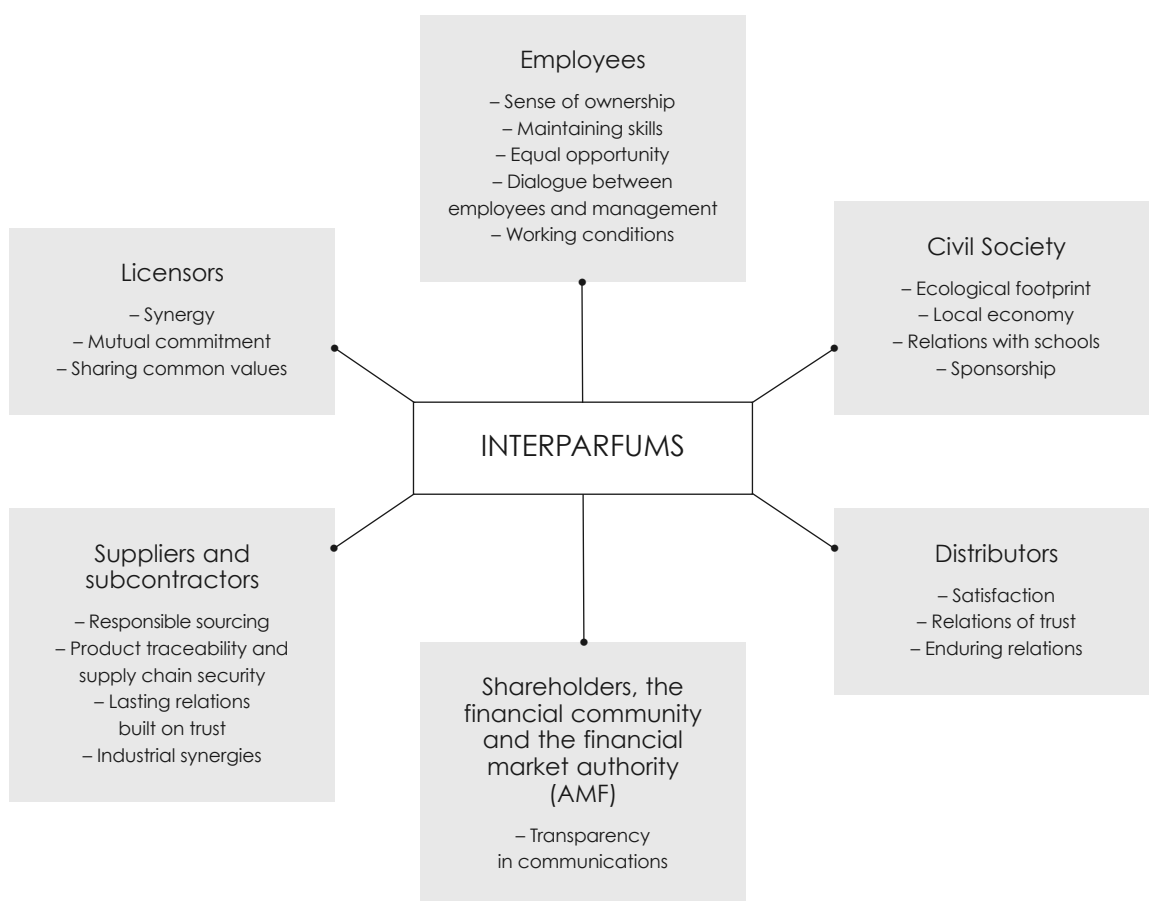 Employees
– Sense of ownership
– Maintaining skills
– Equal opportunity
– Dialogue between
employees and management
– Working conditions
Licensors
– Synergy
– Mutual commitment
– Sharing common values
Civil Society
– Ecological footprint
– Local economy
– Relations with schools
– Sponsorship
INTERPARFUMS
Suppliers and
subcontractors
– Responsible sourcing
– Product traceability and
supply chain security
– Lasting relations
built on trust
– Industrial synergies
Shareholders, the
financial community
and the financial
market authority
(AMF)
– Transparency
in communications
Distributors
– Satisfaction
– Relations of trust
– Enduring relations